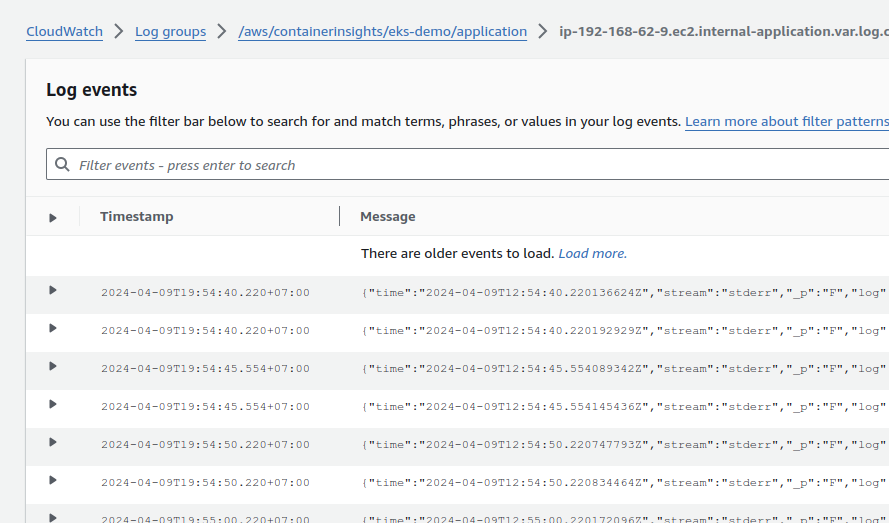 CloudWatch > Log groups > /aws/containerinsights/eks-demo/application > ip-192-168-62-9.ec2.internal-application.var.log.c
Log events
You can use the filter bar below to search for and match terms, phrases, or values in your log events. Learn more about filter patterns
Filter events - press enter to search
Timestamp Message
There are older events to load. Load more.
2024-04-09T19:54:40.220+07:00 {"time":"2024-04-09T12:54:40.220136624Z","stream":"stderr","_p":"F","log"
2024-04-09T19:54:40.220+07:00 {"time":"2024-04-09T12:54:40.220192929Z","stream":"stderr","_p":"F","log"
2024-04-09T19:54:45.554+07:00 {"time":"2024-04-09T12:54:45.554089342Z","stream":"stderr","_p":"F","log"
2024-04-09T19:54:45.554+07:00 {"time":"2024-04-09T12:54:45.554145436Z","stream":"stderr","_p":"F","log"
2024-04-09T19:54:50.220+07:00 {"time":"2024-04-09T12:54:50.220747793Z","stream":"stderr","_p":"F","log"
2024-04-09T19:54:50.220+07:00 {"time":"2024-04-09T12:54:50.220834464Z","stream":"stderr","_p":"F","log"
2024-04-09T19:55:00.220+07:00 {"time":"2024-04-09T12:55:00.220172096Z","stream":"stderr","_p":"F","log"